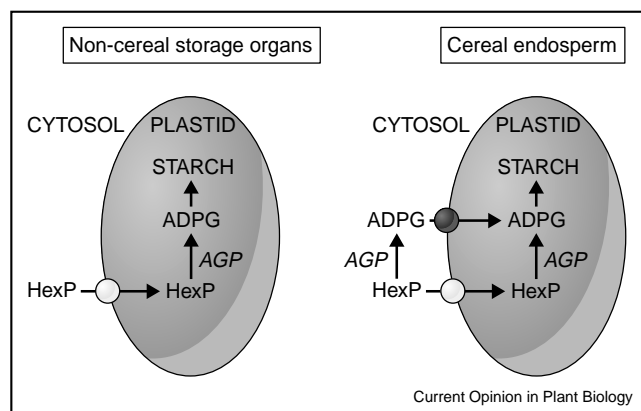 Non-cereal storage organs
CYTOSOL PLASTID
STARCH
ADPG
AGP
HexP HexP
Cereal endosperm
CYTOSOL PLASTID
STARCH
ADPG ADPG
AGP AGP
HexP HexP
Current Opinion in Plant Biology